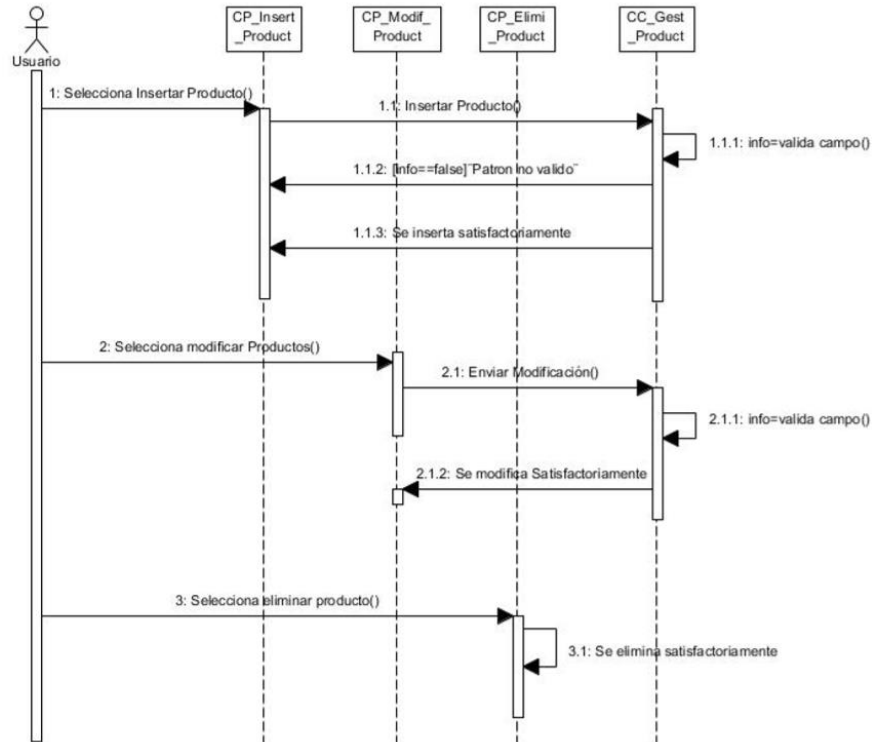 CP_Insert
_Product
CP_Modif_
Product
CP_Elimi
_Product
CC_Gest
_Product
Usuario
1: Selecciona Insertar Producto()
1.1: Insertar Producto()
1.1.1: info=valida campo()
1.1.2: [info==false]¨Patron no valido¨
1.1.3: Se inserta satisfactoriamente
2: Selecciona modificar Productos()
2.1: Enviar Modificación()
2.1.1: info=valida campo()
2.1.2: Se modifica Satisfactoriamente
3: Selecciona eliminar producto()
3.1: Se elimina satisfactoriamente